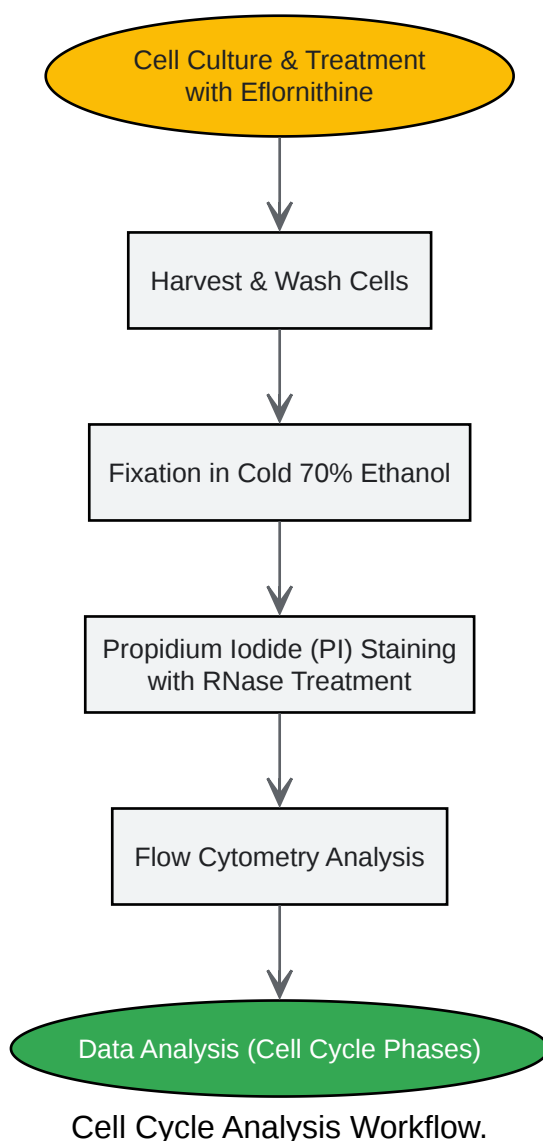 Cell Culture & Treatment
with Eflornithine
Harvest & Wash Cells
Fixation in Cold 70% Ethanol
Propidium Iodide (PI) Staining
with RNase Treatment
Flow Cytometry Analysis
Data Analysis (Cell Cycle Phases)
Cell Cycle Analysis Workflow.